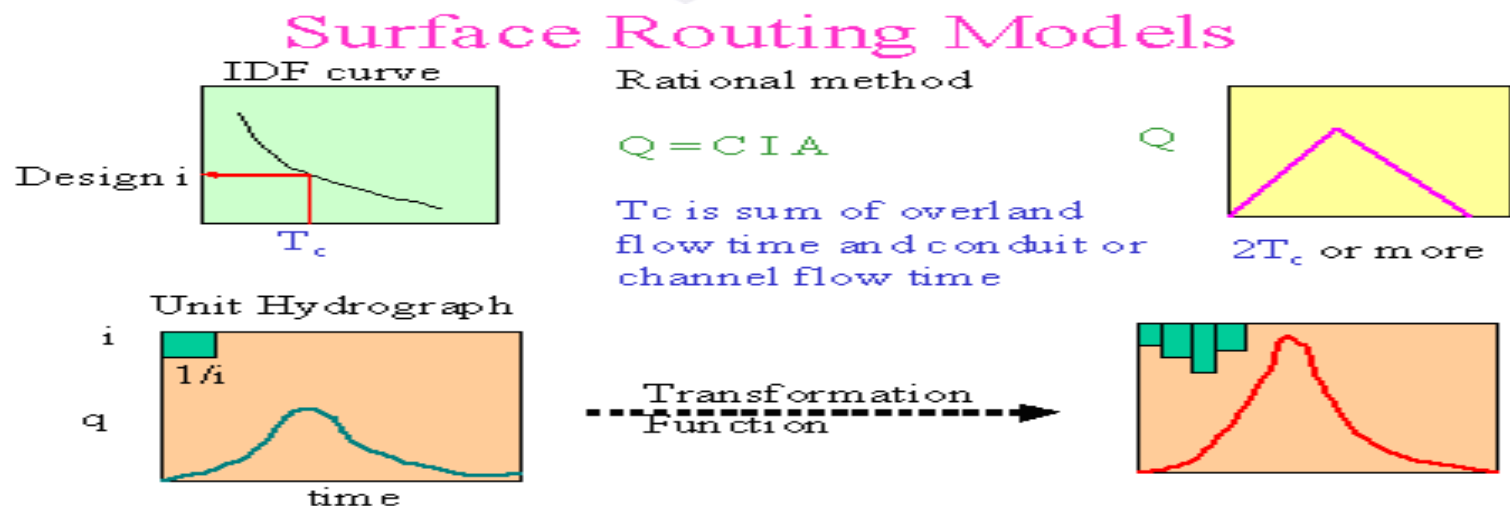 Surface Routing Models
IDF curve
Design i
Tc
Rational method
Q = C I A
Tc is sum of overland
flow time and conduit or
channel flow time
Q
2Tc or more
Unit Hydrograph
i
1/i
q
time
Transformation
Function